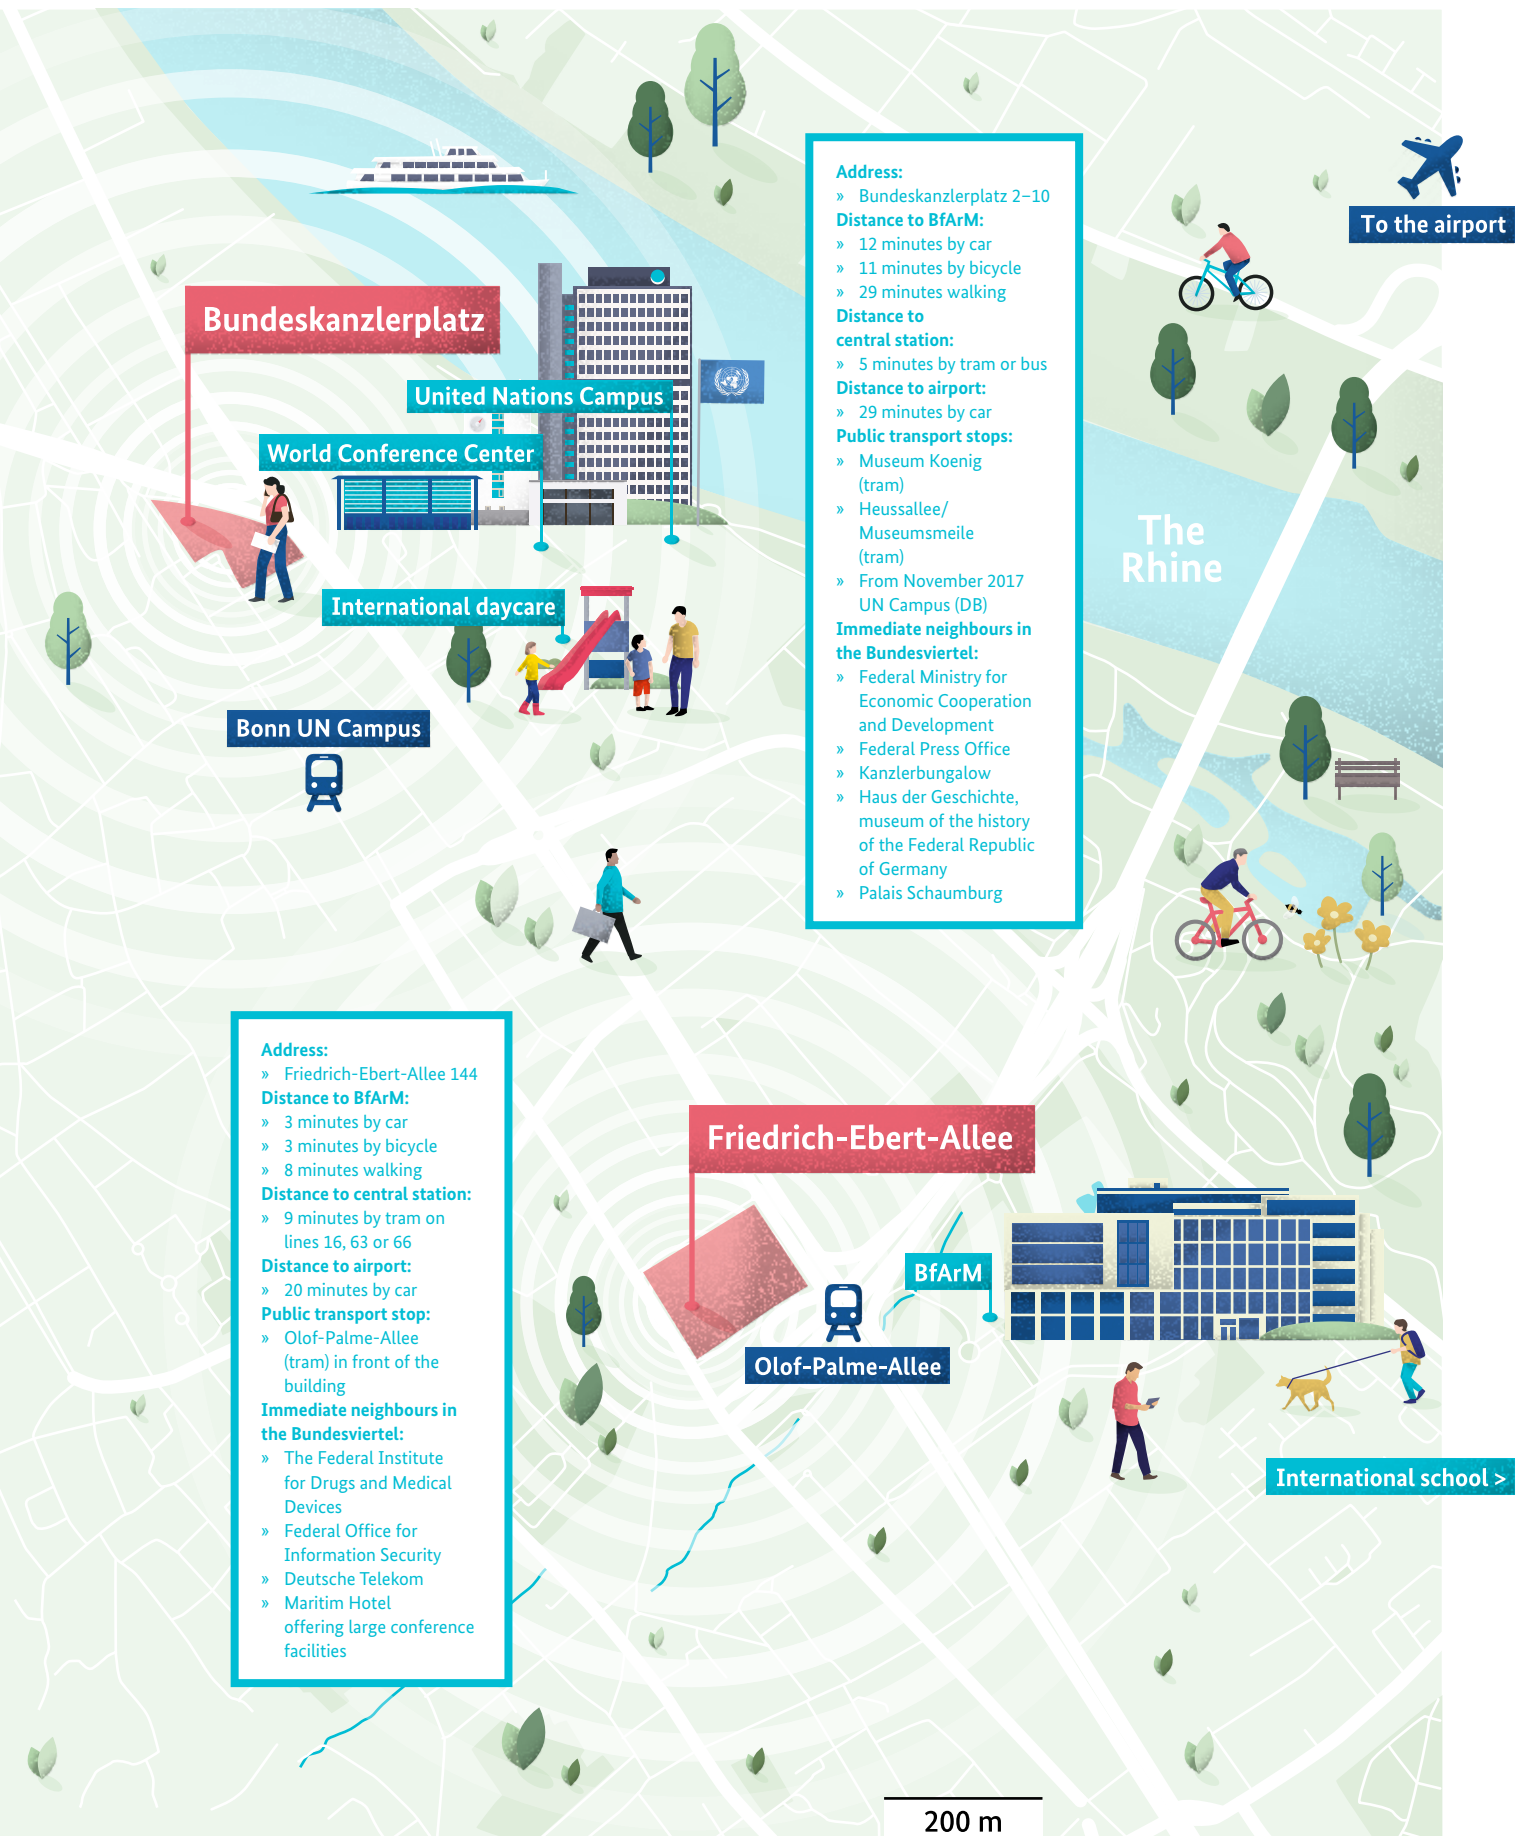 To the airport
Bundeskanzlerplatz
United Nations Campus
World Conference Center
International daycare
Bonn UN Campus
Address:
» Bundeskanzlerplatz 2–10
Distance to BfArM:
» 12 minutes by car
» 11 minutes by bicycle
» 29 minutes walking
Distance to
central station:
» 5 minutes by tram or bus
Distance to airport:
» 29 minutes by car
Public transport stops:
» Museum Koenig
(tram)
» Heussallee/
Museumsmeile
(tram)
» From November 2017
UN Campus (DB)
Immediate neighbours in
the Bundesviertel:
» Federal Ministry for
Economic Cooperation
and Development
» Federal Press Office
» Kanzlerbungalow
» Haus der Geschichte,
museum of the history
of the Federal Republic
of Germany
» Palais Schaumburg
The
Rhine
Address:
» Friedrich-Ebert-Allee 144
Distance to BfArM:
» 3 minutes by car
» 3 minutes by bicycle
» 8 minutes walking
Distance to central station:
» 9 minutes by tram on
lines 16, 63 or 66
Distance to airport:
» 20 minutes by car
Public transport stop:
» Olof-Palme-Allee
(tram) in front of the
building
Immediate neighbours in
the Bundesviertel:
» The Federal Institute
for Drugs and Medical
Devices
» Federal Office for
Information Security
» Deutsche Telekom
» Maritim Hotel
offering large conference
facilities
Friedrich-Ebert-Allee
BfArM
Olof-Palme-Allee
International school >
200 m